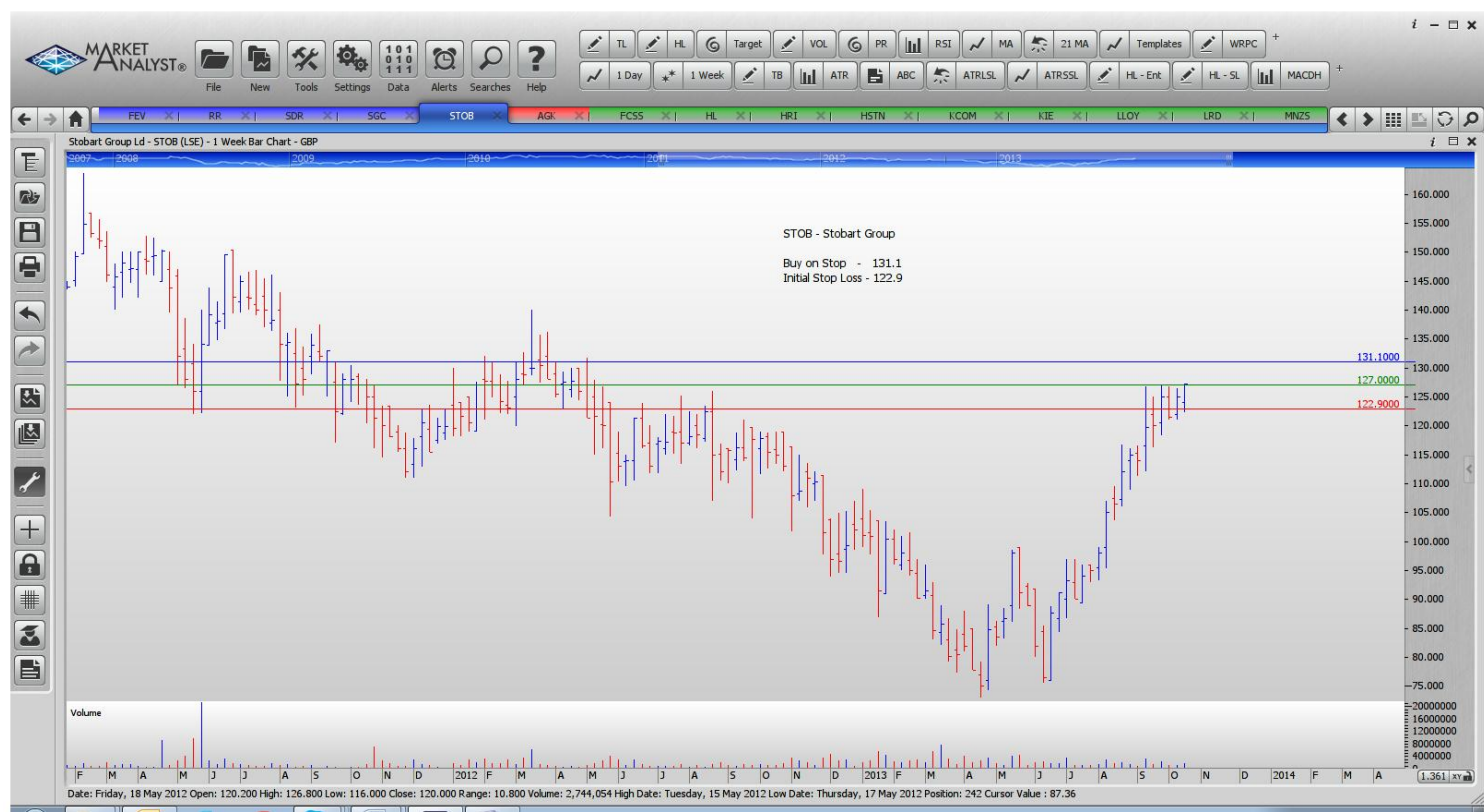 i
MARKET
ANALYST®
File New Tools Settings Data Alerts Searches Help
TL HL Target VOL PR RSI MA 21 MA Templates WRPC +
1 Day 1 Week TB ATR ABC ATRLSL ATRSSL HL - Ent HL - SL MACDH +
101
010
111
?
FEV RR SDR SGC STOB AGK FCSS HL HRI HSTN KCOM KIE LLOY LRD MNZS
Stobart Group Ld - STOB (LSE) - 1 Week Bar Chart - GBP
i
2007 2008 2009 2010 2011 2012 2013
STOB - Stobart Group
Buy on Stop - 131.1
Initial Stop Loss - 122.9
160.000
155.000
150.000
145.000
140.000
135.000
131.1000
130.000
127.0000
125.000
122.9000
120.000
115.000
110.000
105.000
100.000
95.000
90.000
85.000
80.000
75.000
Volume
20000000
16000000
12000000
8000000
4000000
0
F M A M J J A S O N D 2012 F M A M J J A S O N D 2013 F M A M J J A S O N D 2014 F M A
1.361 XY
Date: Friday, 18 May 2012 Open: 120.200 High: 126.800 Low: 116.000 Close: 120.000 Range: 10.800 Volume: 2,744,054 High Date: Tuesday, 15 May 2012 Low Date: Thursday, 17 May 2012 Position: 242 Cursor Value : 87.36